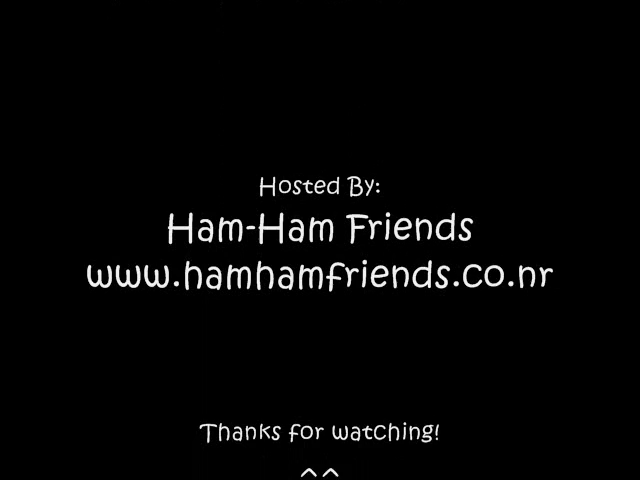 Hosted By:
Ham-Ham Friends
www.hamhamfriends.co.nr
Thanks for watching!
^^